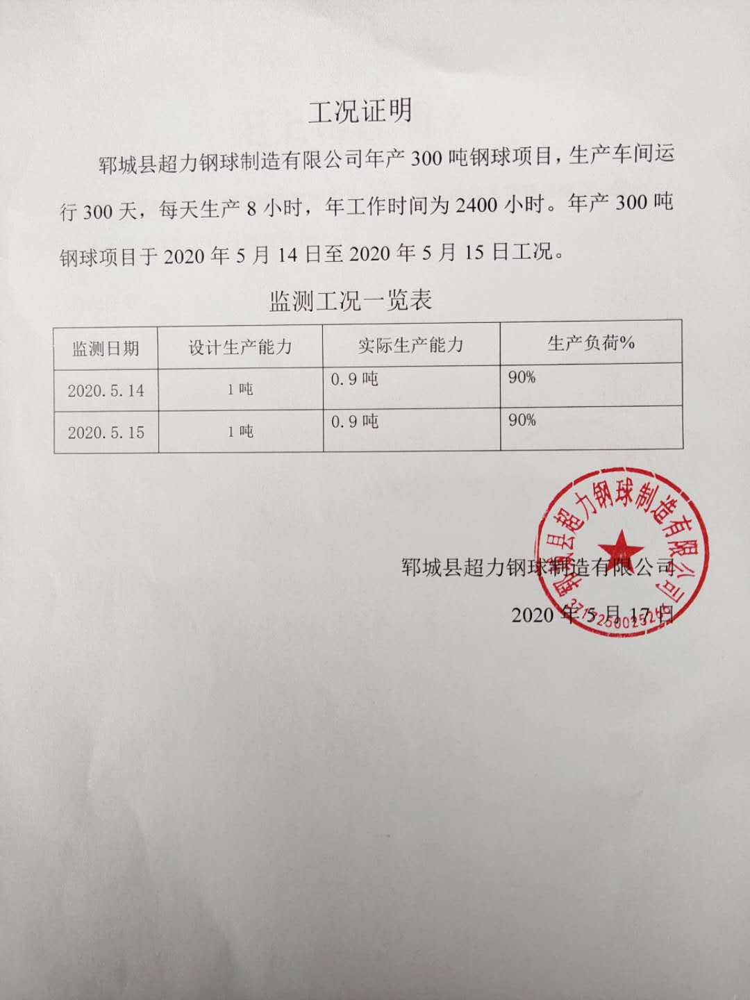 工况证明
郓城县超力钢球制造有限公司年产 300 吨钢球项目，生产车间运
行 300 天，每天生产 8 小时，年工作时间为 2400 小时。年产 300 吨
钢球项目于 2020 年 5 月 14 日至 2020 年 5 月 15 日工况。
监测工况一览表
监测日期 设计生产能力 实际生产能力 生产负荷%
2020.5.14 1 吨 0.9 吨 90%
2020.5.15 1 吨 0.9 吨 90%
郓城县超力钢球制造有限公司
2020 年 5 月 17 日
郓城县超力钢球制造有限公司
3717250025266